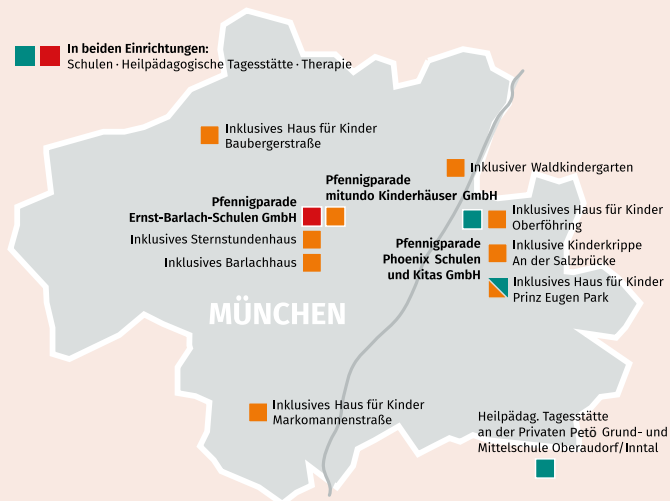 In beiden Einrichtungen:
Schulen · Heilpädagogische Tagesstätte · Therapie
Inklusives Haus für Kinder
Baubergerstraße
Inklusiver Waldkindergarten
Pfennigparade
mitundo Kinderhäuser GmbH
Pfennigparade
Ernst-Barlach-Schulen GmbH
Inklusives Haus für Kinder
Oberföhring
Inklusives Sternstundenhaus
Pfennigparade
Phoenix Schulen
und Kitas GmbH
Inklusive Kinderkrippe
An der Salzbrücke
Inklusives Barlachhaus
Inklusives Haus für Kinder
Prinz Eugen Park
MÜNCHEN
Inklusives Haus für Kinder
Markomannenstraße
Heilpädag. Tagesstätte
an der Privaten Petö Grund- und
Mittelschule Oberaudorf/Inntal